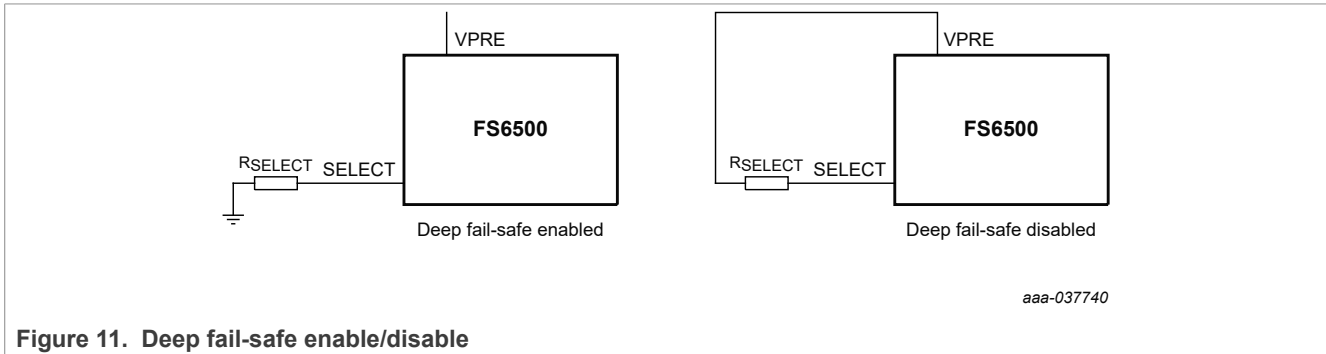 VPRE
FS6500
RSELECT SELECT
Deep fail-safe enabled
VPRE
FS6500
RSELECT SELECT
Deep fail-safe disabled
aaa-037740
Figure 11. Deep fail-safe enable/disable